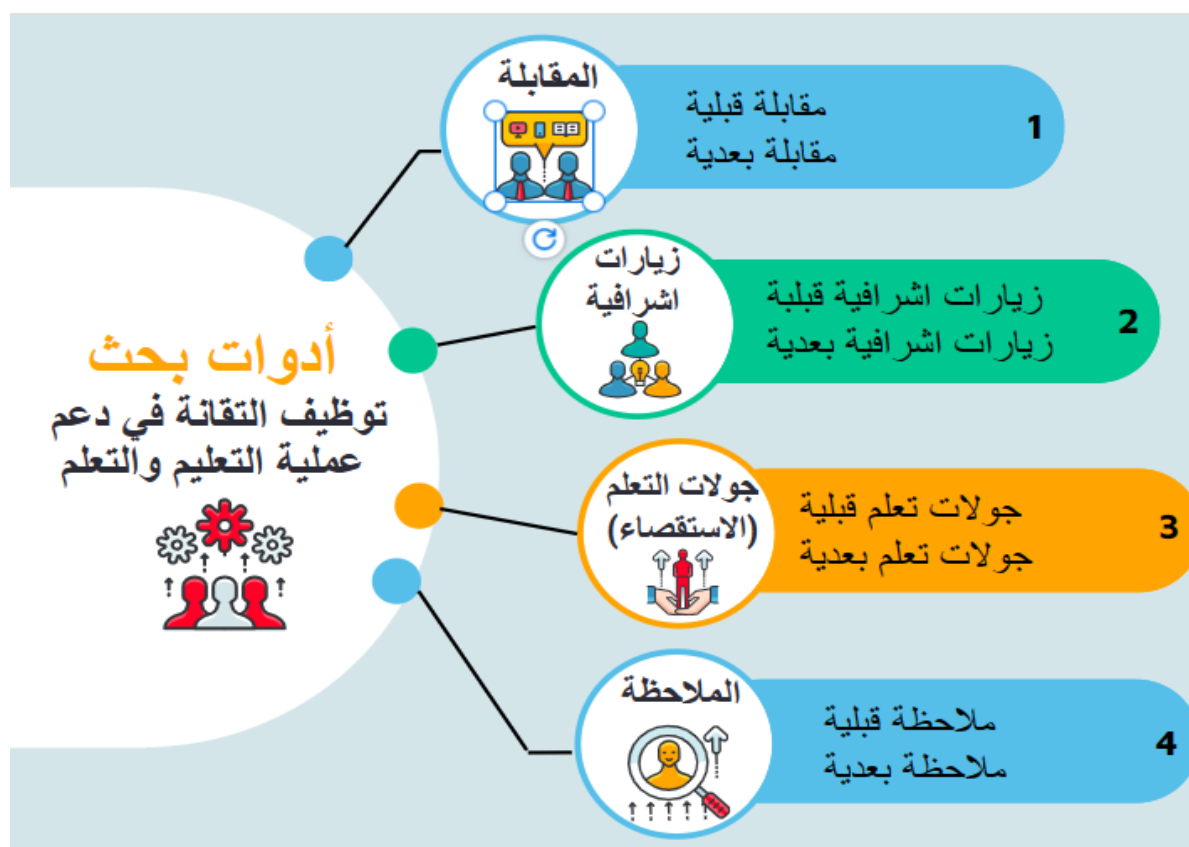 أدوات بحث
توظيف التقانة في دعم
عملية التعليم والتعلم
المقابلة
مقابلة قبلية
مقابلة بعدية
1
زيارات
اشرافية
زيارات اشرافية قبلبة
زيارات اشرافية بعدية
2
جولات التعلم
(الاستقصاء)
جولات تعلم قبلية
جولات تعلم بعدية
3
الملاحظة
ملاحظة قبلية
ملاحظة بعدية
4